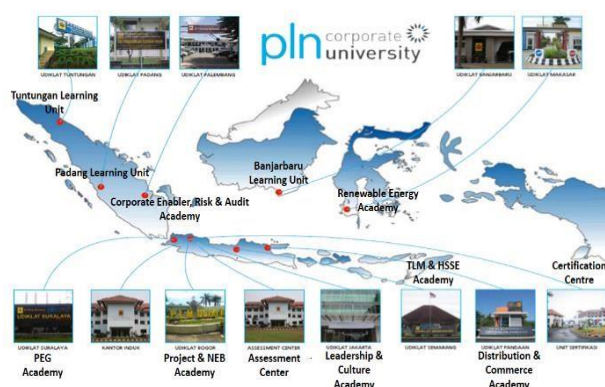 pln corporate
university
UDIKLAT TUNTUNGAN
UDIKLAT PADANG
UDIKLAT PALEMBANG
UDIKLAT BANJARBARU
UDIKLAT MAKASAR
Tuntungan Learning
Unit
Padang Learning Unit
Corporate Enabler, Risk & Audit
Academy
Banjarbaru
Learning Unit
Renewable Energy
Academy
TLM & HSSE
Academy
Certification
Centre
UDIKLAT SURALAYA
PEG
Academy
KANTOR INDUK
UDIKLAT BOGOR
Project & NEB
Academy
ASSESSMENT CENTER
Assessment
Center
UDIKLAT JAKARTA
Leadership &
Culture
Academy
UDIKLAT SEMARANG
UDIKLAT PANDAAN
Distribution &
Commerce
Academy
UNIT SERTIFIKASI